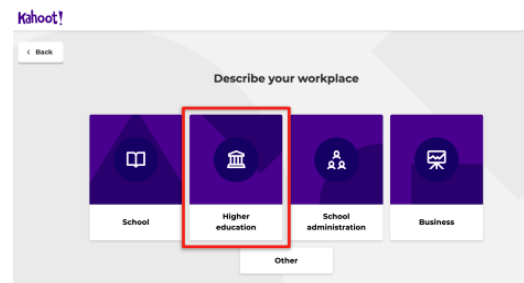 Kahoot!
< Back
Describe your workplace
School
Higher
education
School
administration
Business
Other